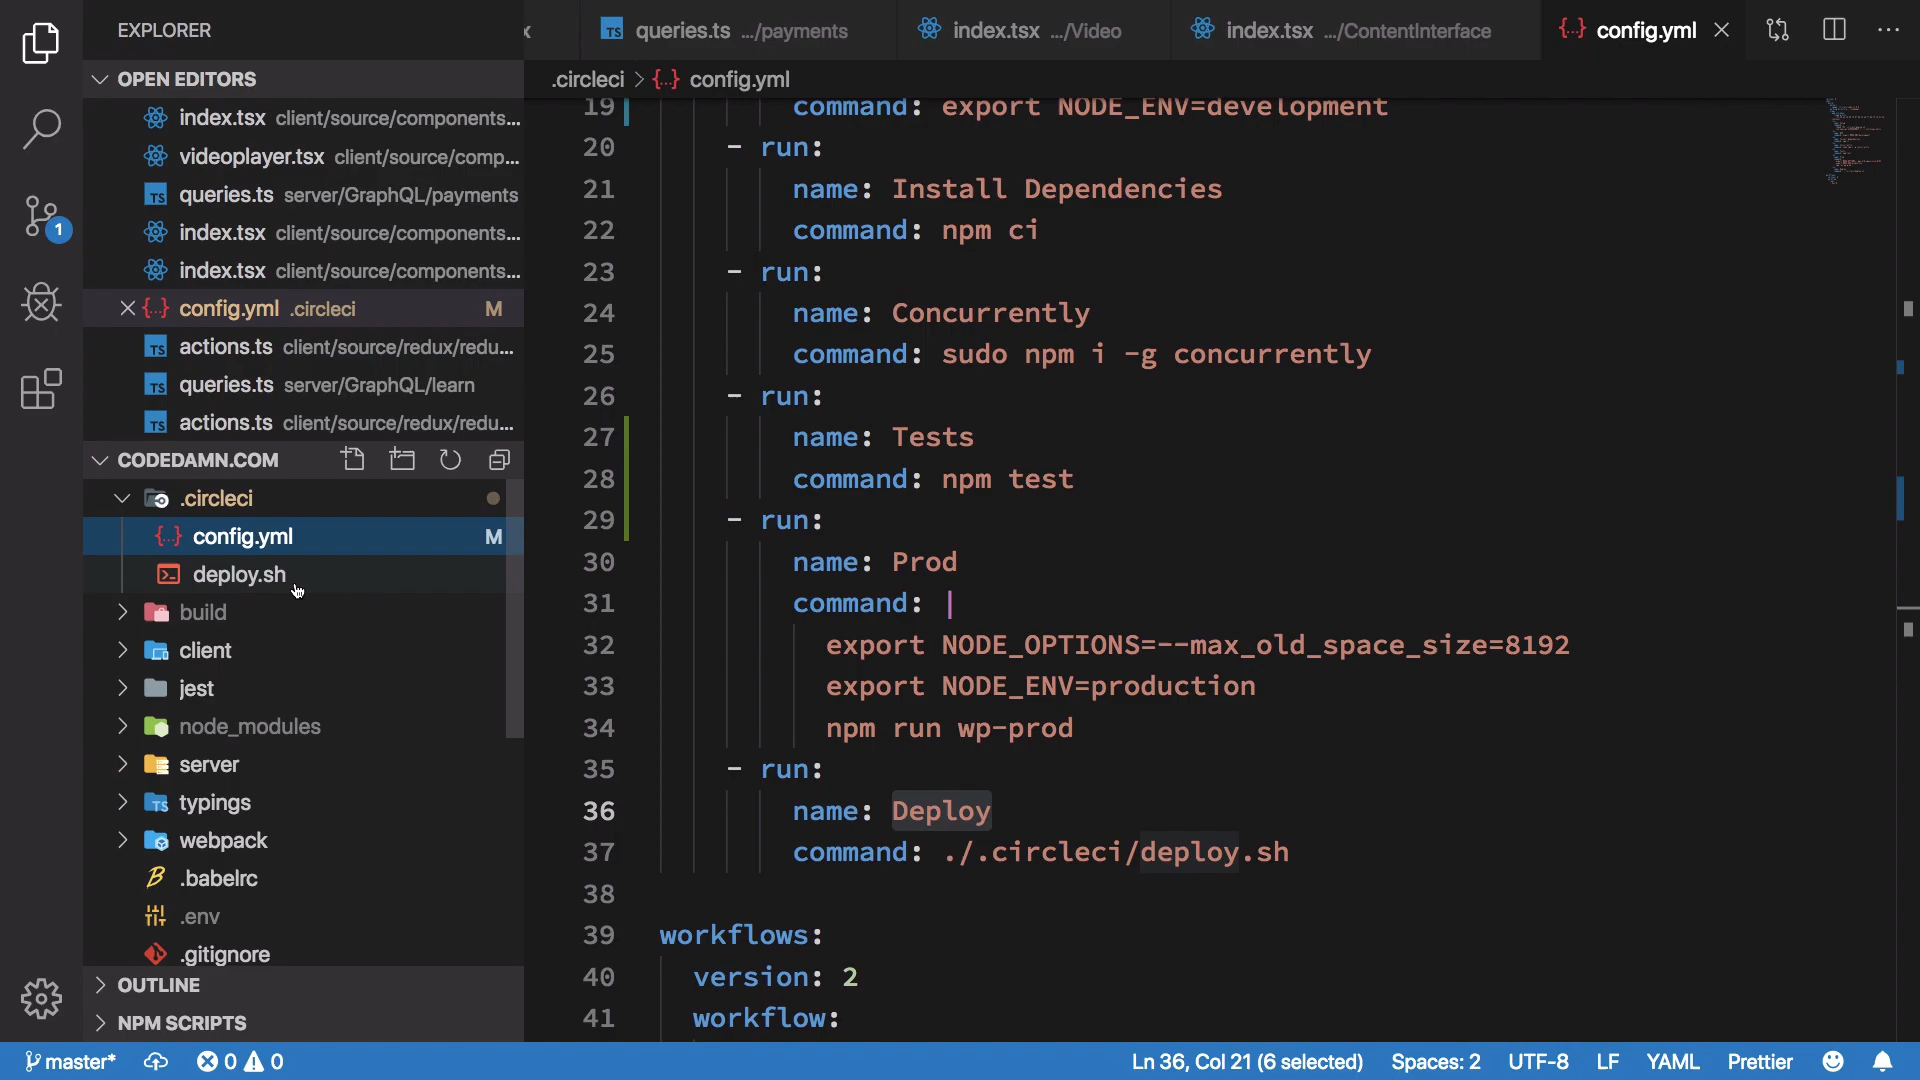 EXPLORER
OPEN EDITORS
index.tsx client/source/components...
videoplayer.tsx client/source/comp...
queries.ts server/GraphQL/payments
index.tsx client/source/components...
index.tsx client/source/components...
config.yml .circleci M
actions.ts client/source/redux/redu...
queries.ts server/GraphQL/learn
actions.ts client/source/redux/redu...
CODEDAMN.COM
.circleci
config.yml M
deploy.sh
build
client
jest
node_modules
server
typings
webpack
.babelrc
.env
.gitignore
OUTLINE
NPM SCRIPTS
1
queries.ts .../payments
index.tsx .../Video
index.tsx .../ContentInterface
config.yml
.circleci > config.yml
19 command: export NODE_ENV=development
20 - run:
21 name: Install Dependencies
22 command: npm ci
23 - run:
24 name: Concurrently
25 command: sudo npm i -g concurrently
26 - run:
27 name: Tests
28 command: npm test
29 - run:
30 name: Prod
31 command: |
32 export NODE_OPTIONS=--max_old_space_size=8192
33 export NODE_ENV=production
34 npm run wp-prod
35 - run:
36 name: Deploy
37 command: ./.circleci/deploy.sh
38
39 workflows:
40 version: 2
41 workflow:
master* 0 0 Ln 36, Col 21 (6 selected) Spaces: 2 UTF-8 LF YAML Prettier